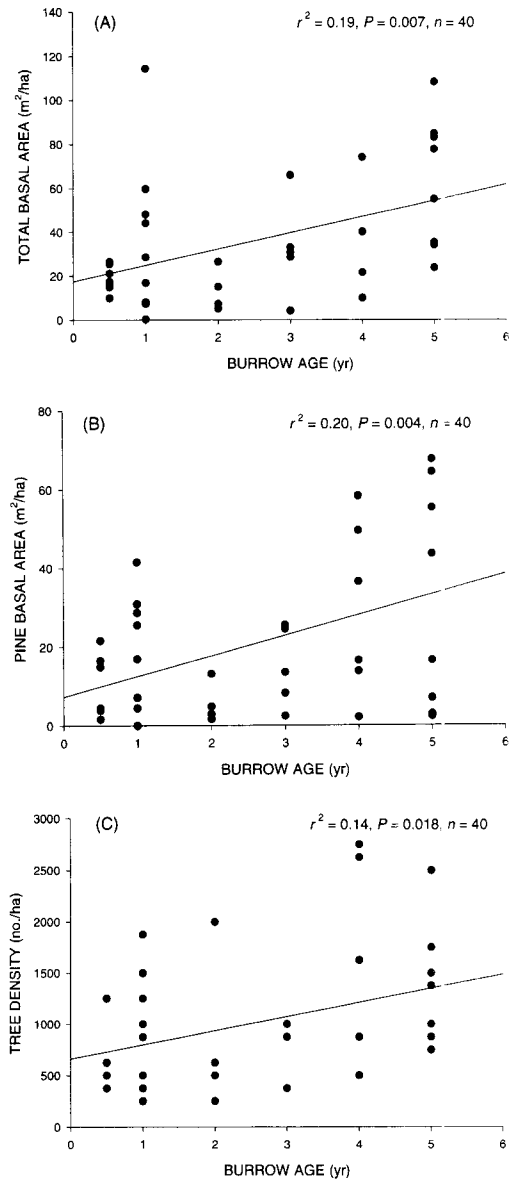 (A)
r² = 0.19, P = 0.007, n = 40
TOTAL BASAL AREA (m²/ha)
140
120
100
80
60
40
20
0
0 1 2 3 4 5 6
BURROW AGE (yr)
(B)
r² = 0.20, P = 0.004, n = 40
PINE BASAL AREA (m²/ha)
80
60
40
20
0
0 1 2 3 4 5 6
BURROW AGE (yr)
(C)
r² = 0.14, P = 0.018, n = 40
TREE DENSITY (no./ha)
3000
2500
2000
1500
1000
500
0
0 1 2 3 4 5 6
BURROW AGE (yr)